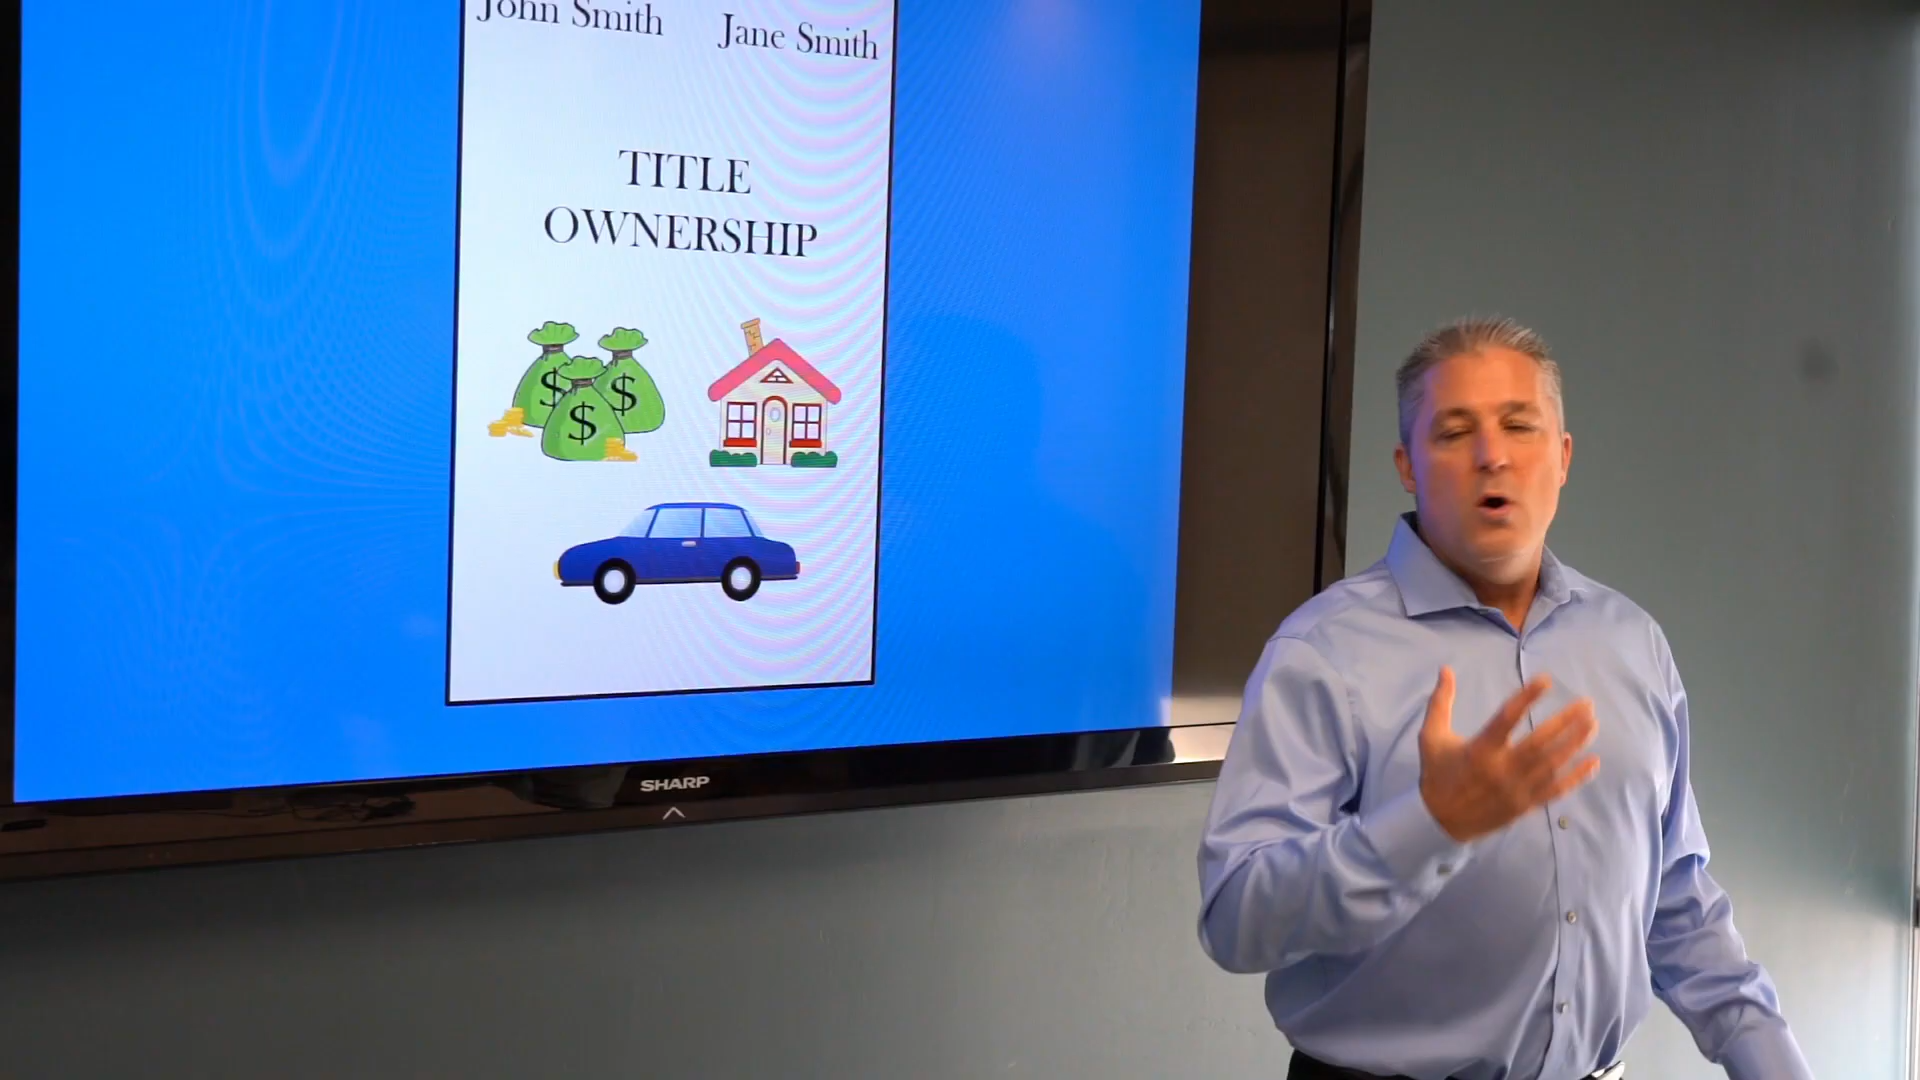 John Smith Jane Smith
TITLE
OWNERSHIP
$ $ $
SHARP